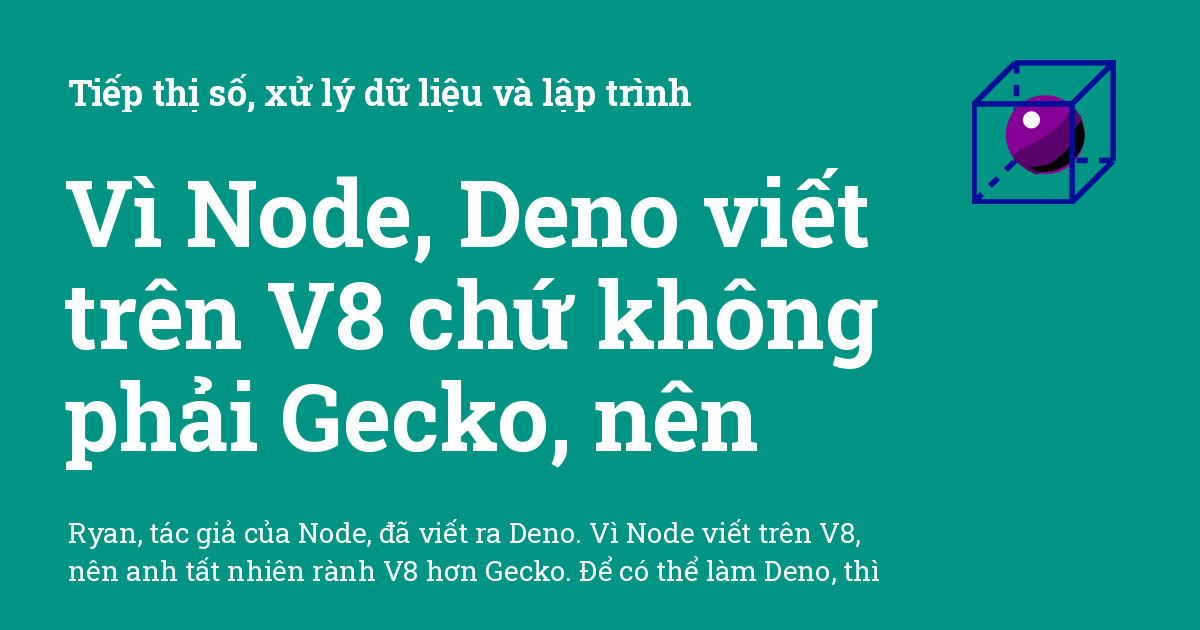 Tiếp thị số, xử lý dữ liệu và lập trình
Vì Node, Deno viết
trên V8 chứ không
phải Gecko, nên
Ryan, tác giả của Node, đã viết ra Deno. Vì Node viết trên V8,
nên anh tất nhiên rành V8 hơn Gecko. Để có thể làm Deno, thì